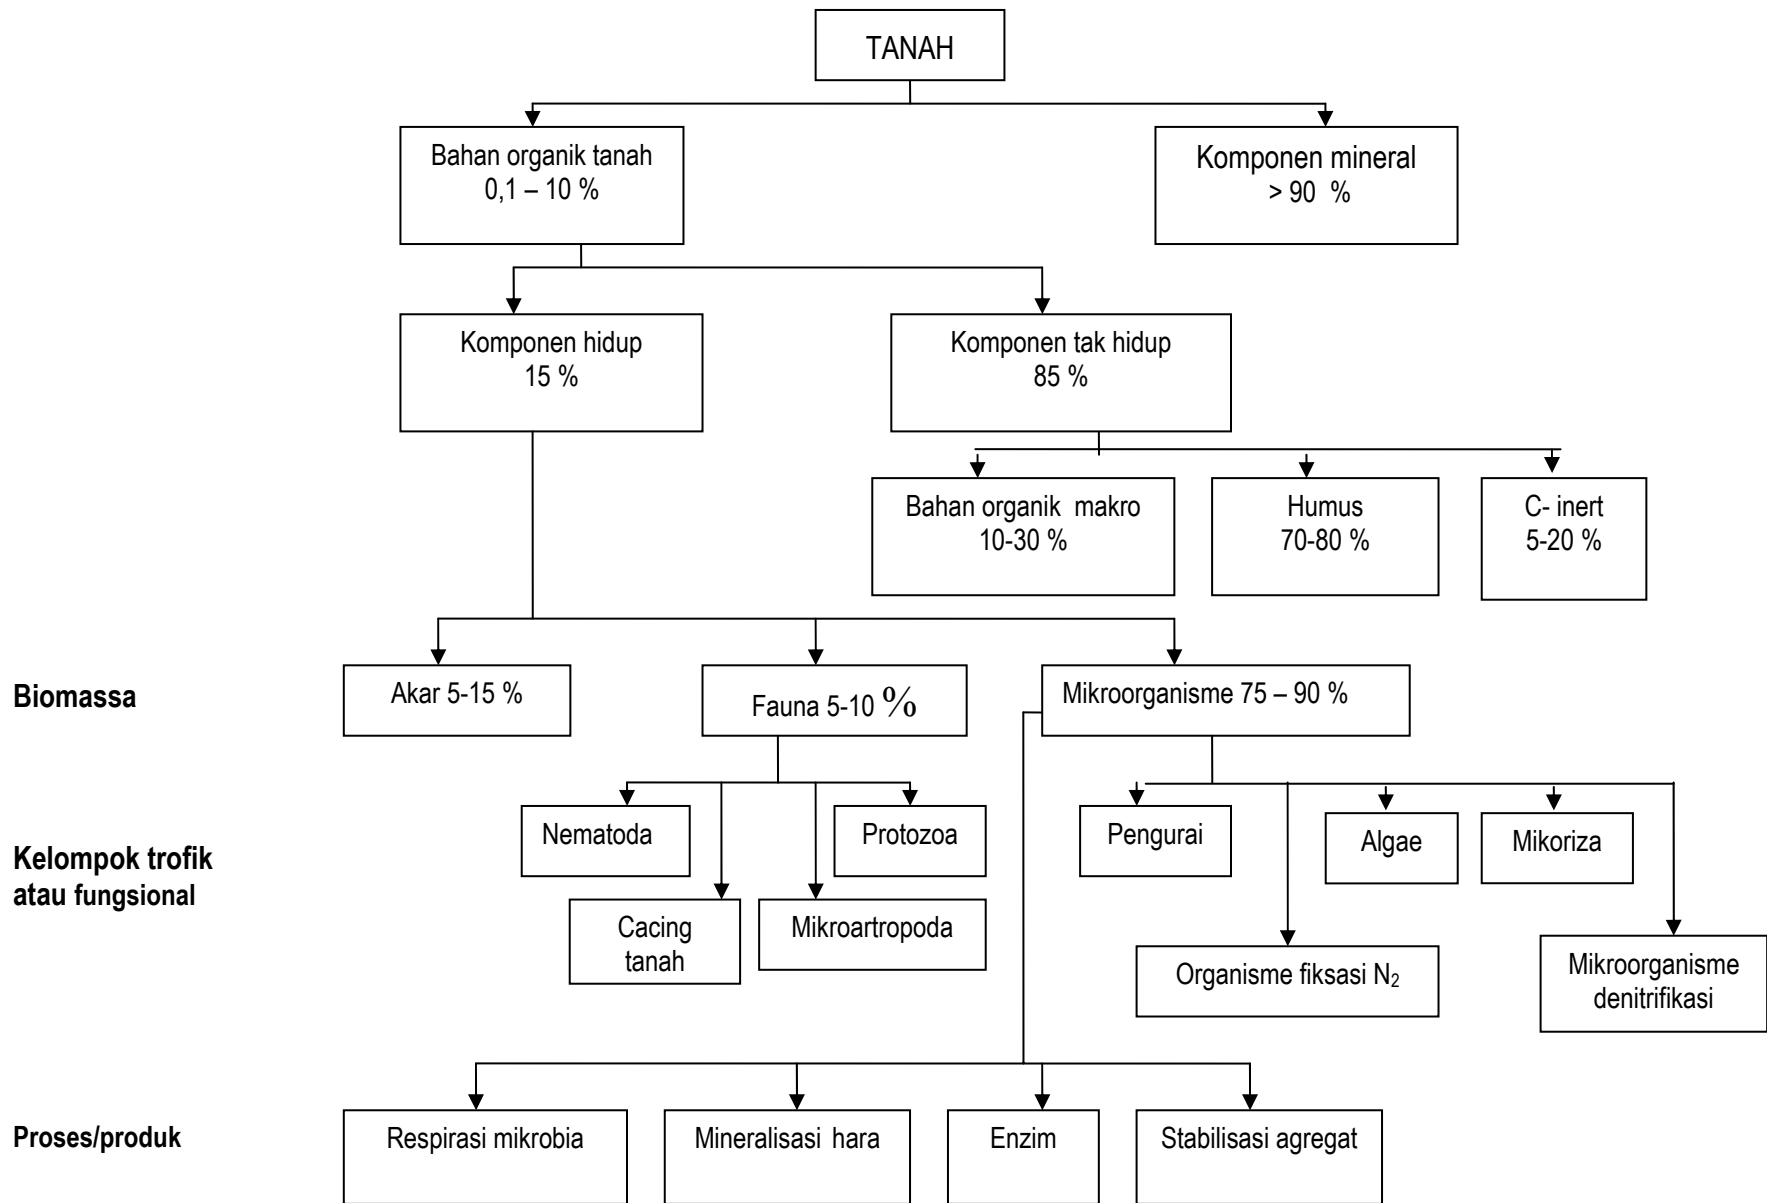 TANAH
Bahan organik tanah
0,1 – 10 %
Komponen mineral
> 90 %
Komponen hidup
15 %
Komponen tak hidup
85 %
Bahan organik makro
10-30 %
Humus
70-80 %
C- inert
5-20 %
Biomassa
Akar 5-15 %
Fauna 5-10 %
Mikroorganisme 75 – 90 %
Kelompok trofik
atau fungsional
Nematoda
Protozoa
Pengurai
Algae
Mikoriza
Cacing
tanah
Mikroartropoda
Organisme fiksasi N₂
Mikroorganisme
denitrifikasi
Proses/produk
Respirasi mikrobia
Mineralisasi hara
Enzim
Stabilisasi agregat